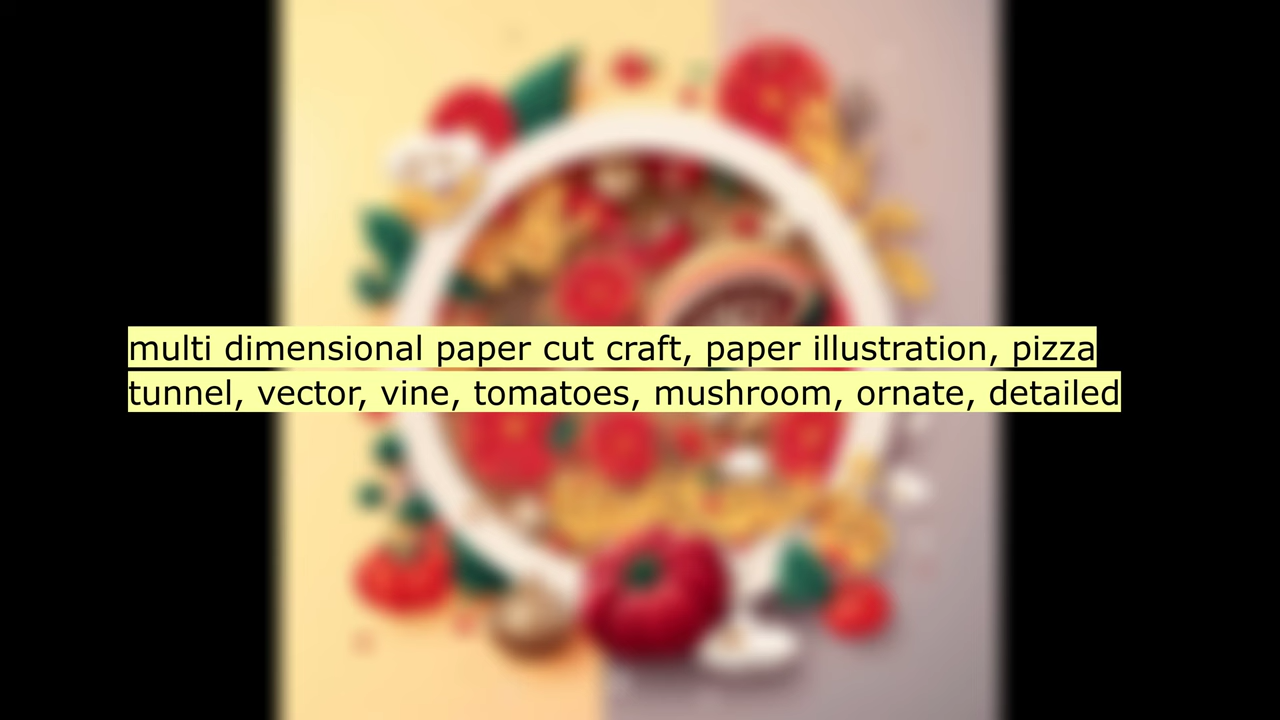 multi dimensional paper cut craft, paper illustration, pizza
tunnel, vector, vine, tomatoes, mushroom, ornate, detailed